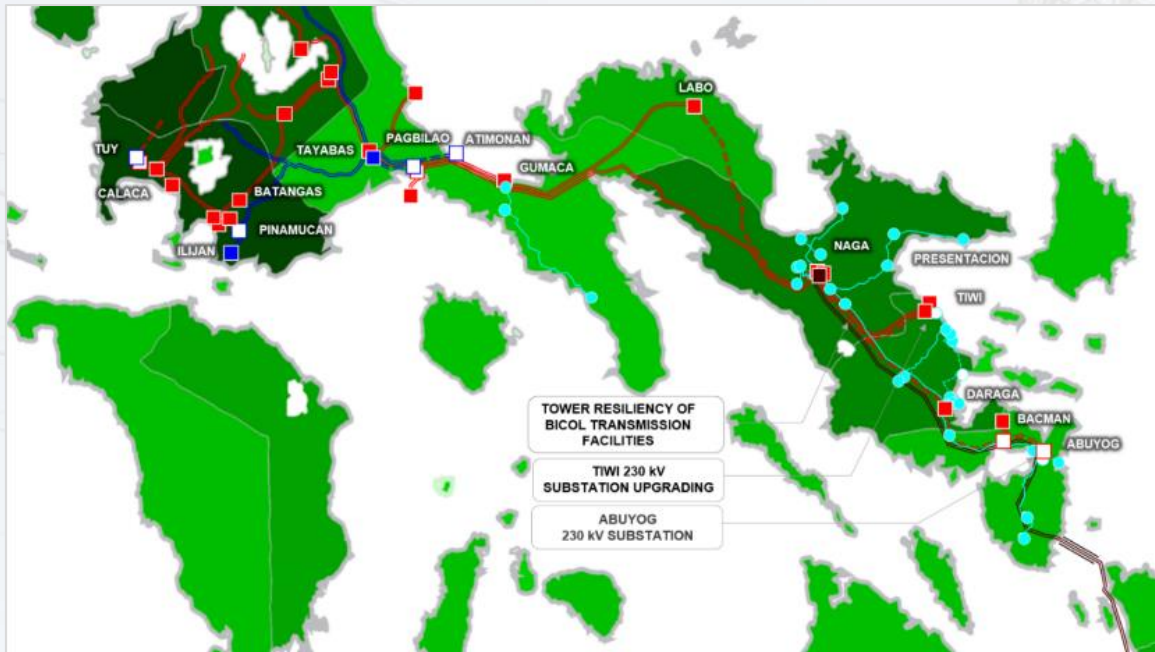 LABO
PAGBILAO
ATIMONAN
TUY
TAYABAS
GUMACA
CALACA
BATANGAS
PINAMUCAN
ILIJAN
NAGA
PRESENTACION
TIWI
DARAGA
BACMAN
ABUYOG
TOWER RESILIENCY OF
BICOL TRANSMISSION
FACILITIES
TIWI 230 kV
SUBSTATION UPGRADING
ABUYOG
230 kV SUBSTATION